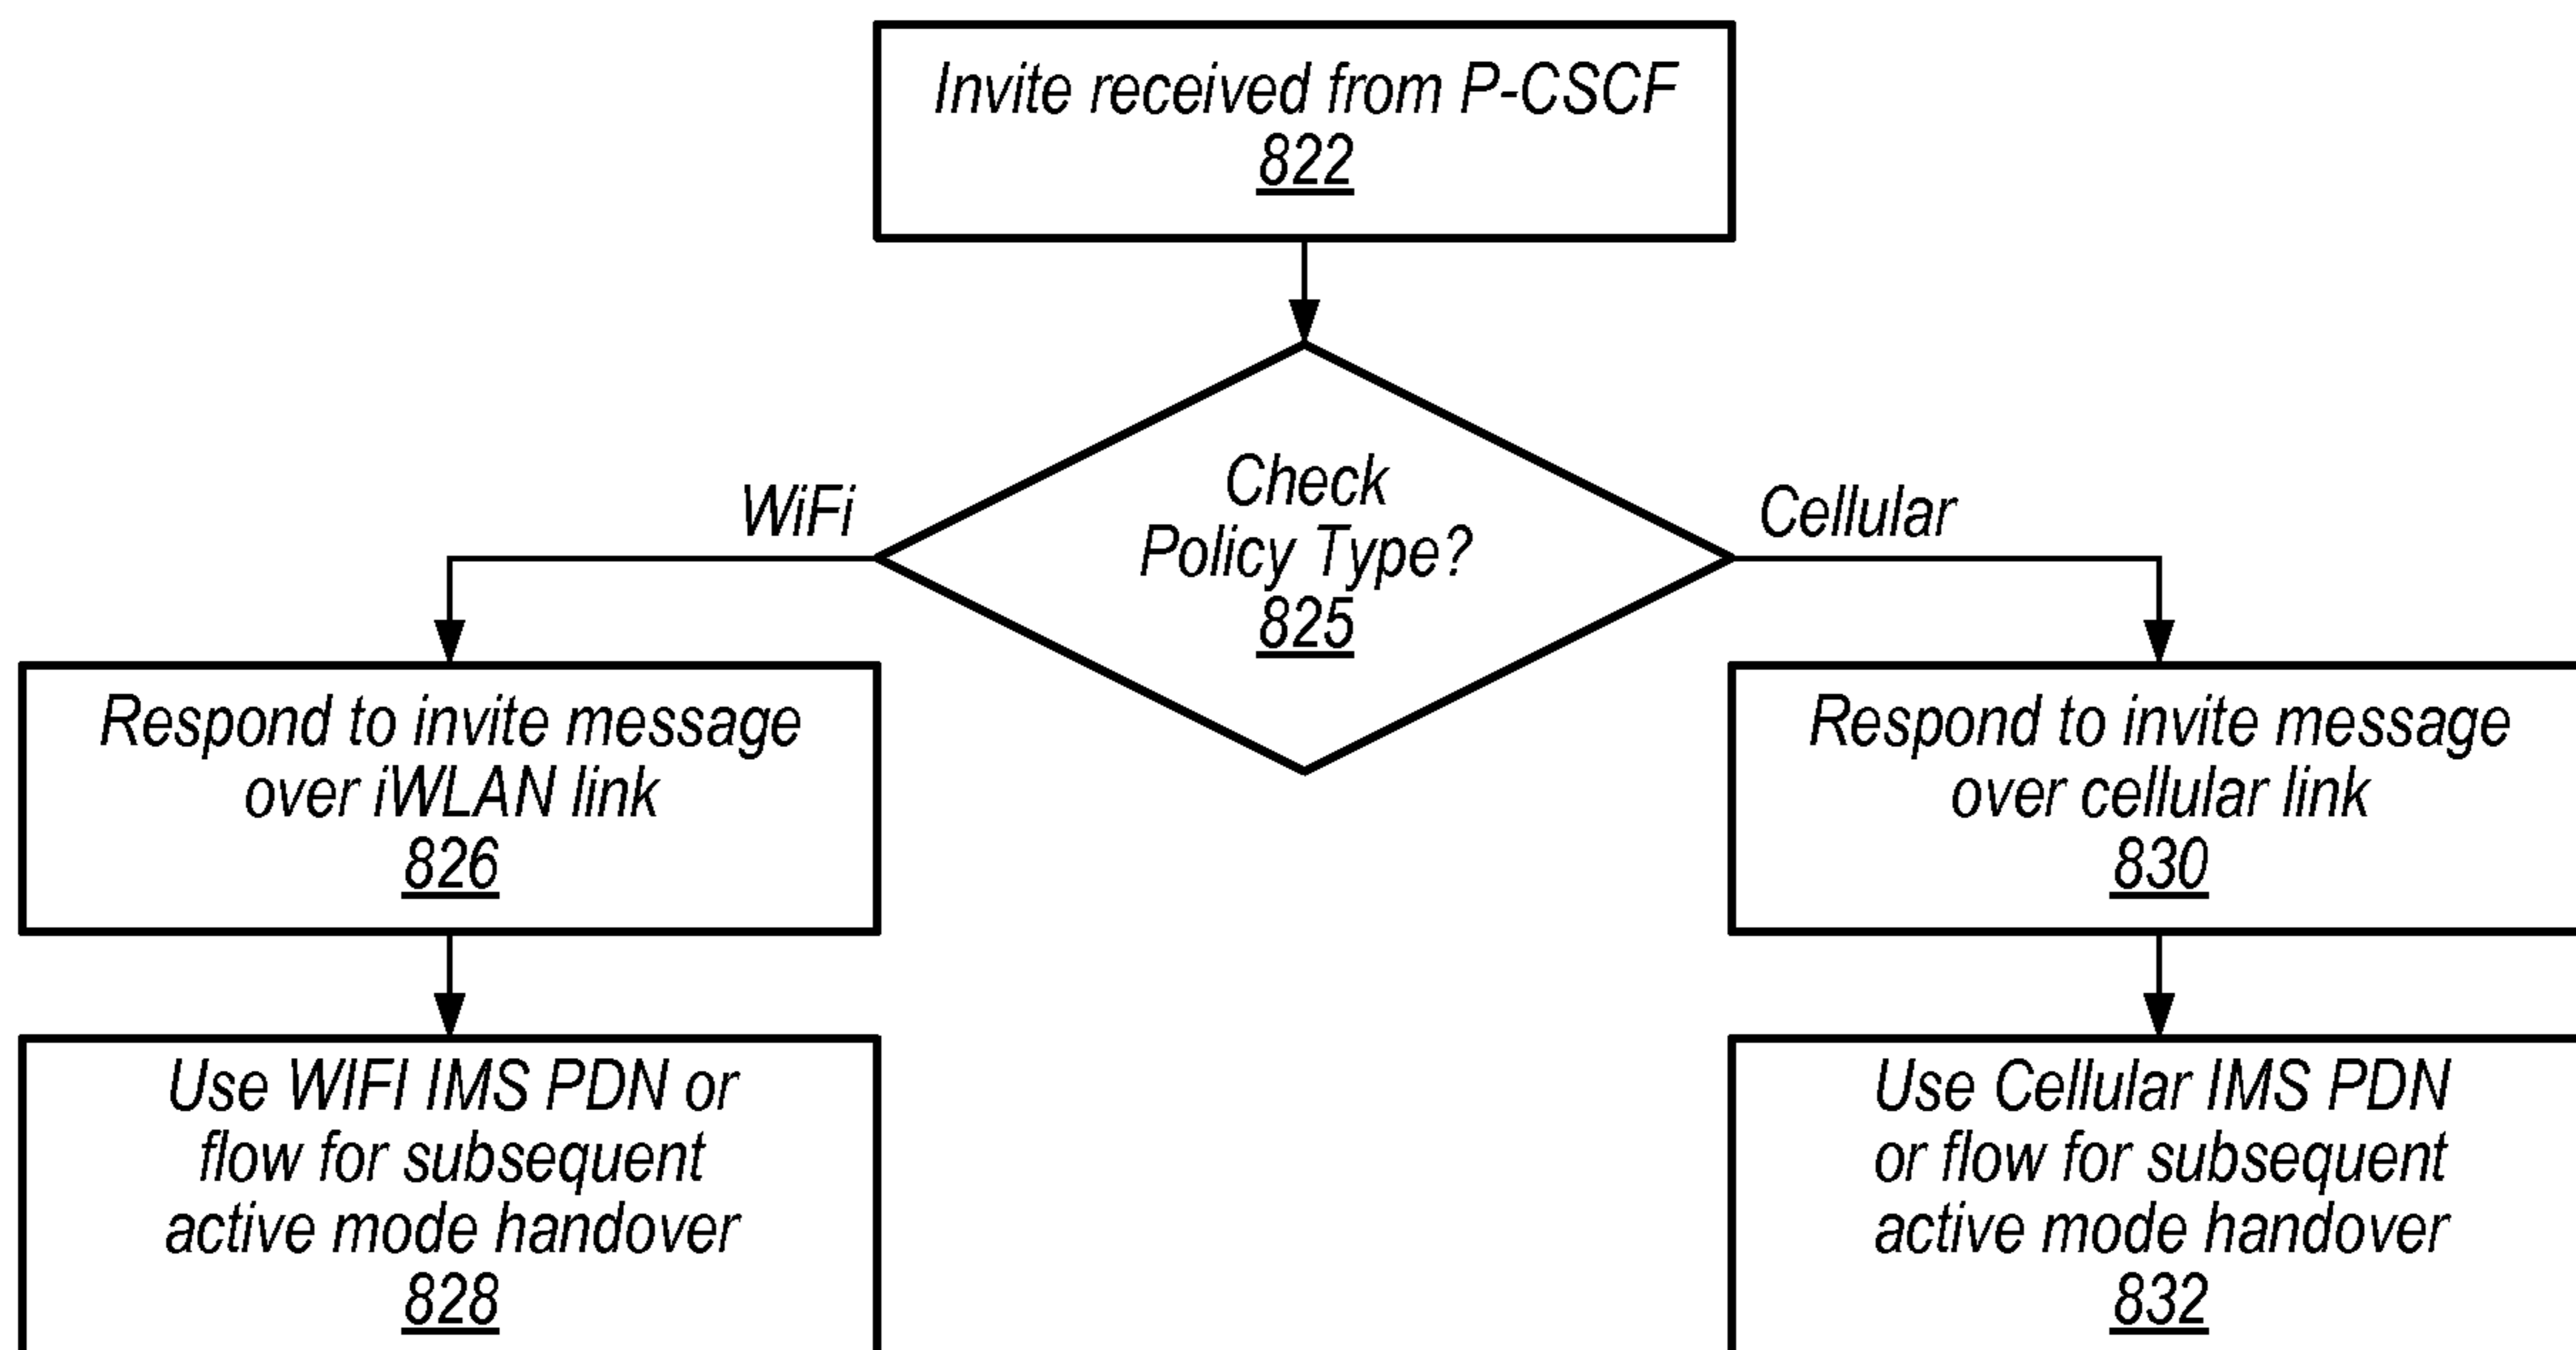 Invite received from P-CSCF
822
Check
Policy Type?
825
WiFi
Cellular
Respond to invite message
over iWLAN link
826
Respond to invite message
over cellular link
830
Use WIFI IMS PDN or
flow for subsequent
active mode handover
828
Use Cellular IMS PDN
or flow for subsequent
active mode handover
832